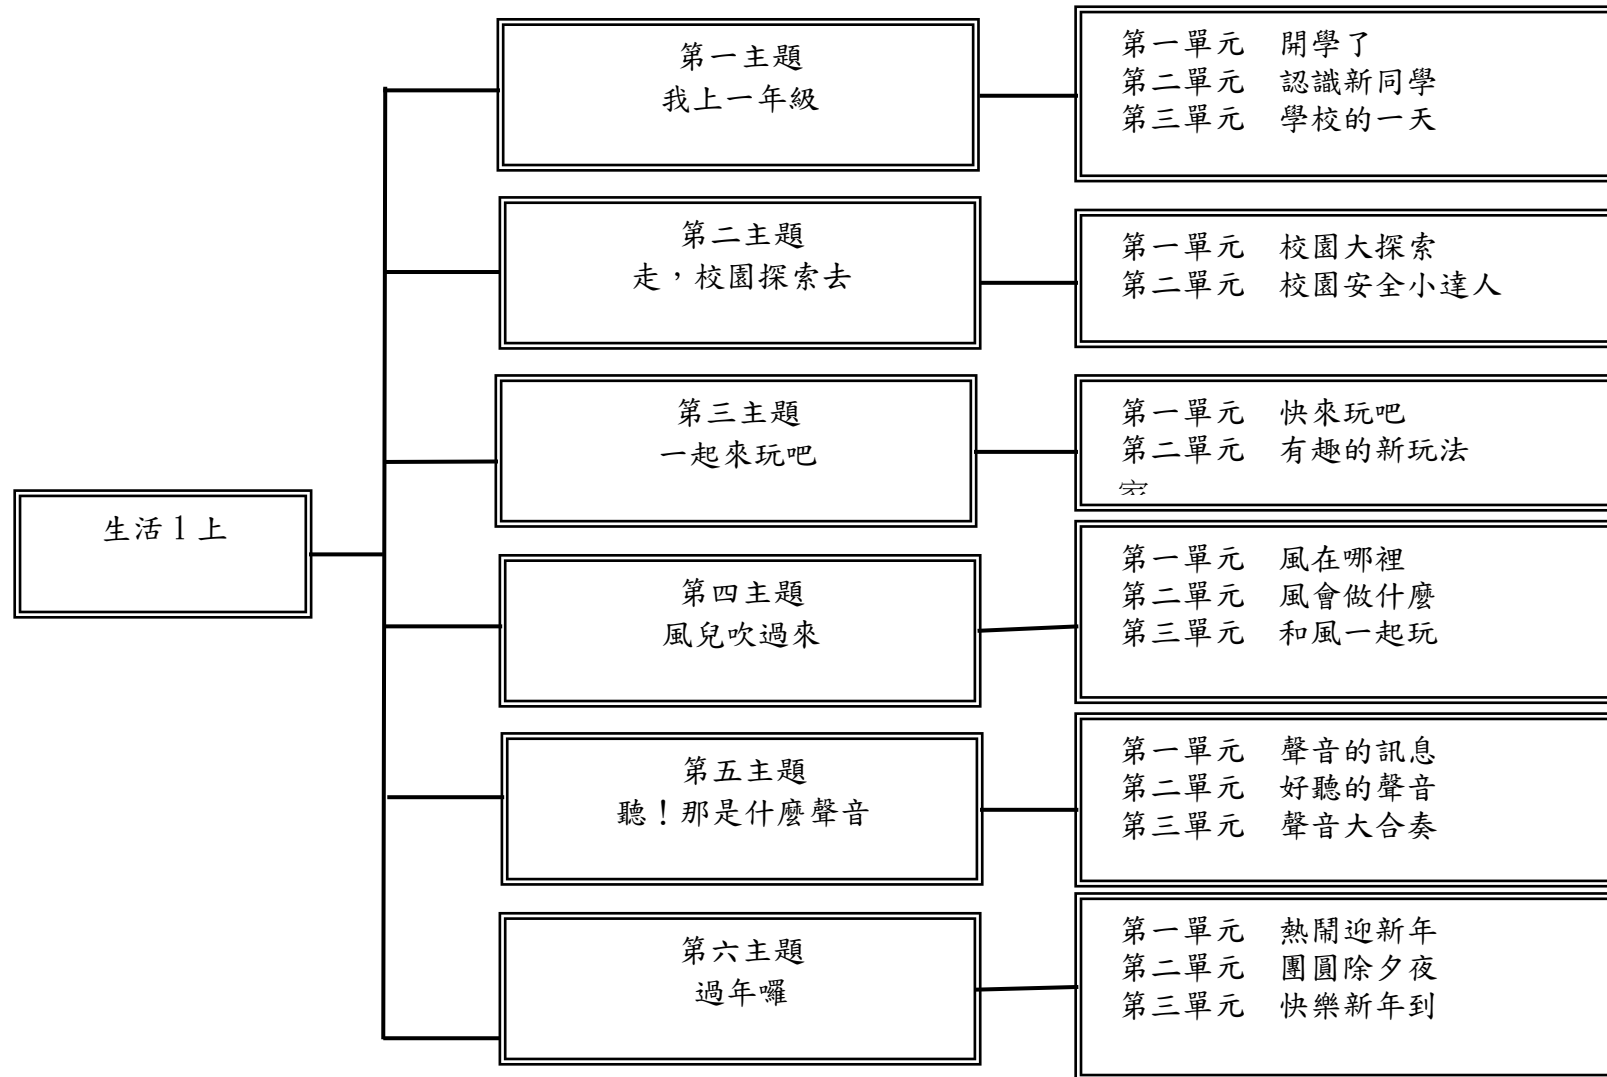 生活1上
第一主題
我上一年級
第一單元　開學了
第二單元　認識新同學
第三單元　學校的一天
第二主題
走，校園探索去
第一單元　校園大探索
第二單元　校園安全小達人
第三主題
一起來玩吧
第一單元　快來玩吧
第二單元　有趣的新玩法
第四主題
風兒吹過來
第一單元　風在哪裡
第二單元　風會做什麼
第三單元　和風一起玩
第五主題
聽！那是什麼聲音
第一單元　聲音的訊息
第二單元　好聽的聲音
第三單元　聲音大合奏
第六主題
過年囉
第一單元　熱鬧迎新年
第二單元　團圓除夕夜
第三單元　快樂新年到